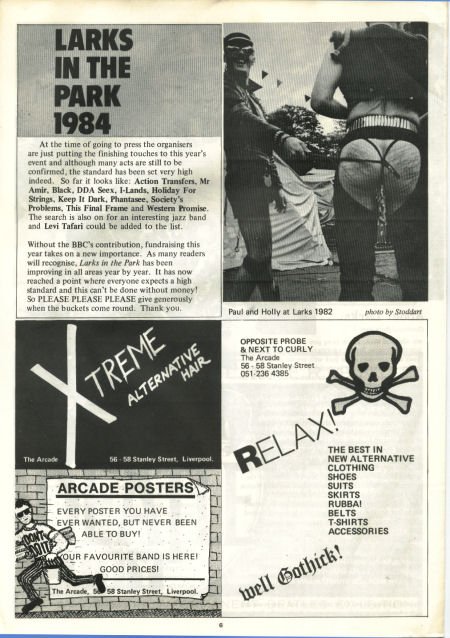 LARKS
IN THE
PARK
1984
At the time of going to press the organisers
are just putting the finishing touches to this year's
event and although many acts are still to be
confirmed, the standard has been set very high
indeed. So far it looks like: Action Transfers, Mr
Amir, Black, DDA Seex, I-Lands, Holiday For
Strings, Keep It Dark, Phantasee, Society's
Problems, This Final Frame and Western Promise.
The search is also on for an interesting jazz band
and Levi Tafari could be added to the list.
Without the BBC's contribution, fundraising this
year takes on a new importance. As many readers
will recognise, Larks in the Park has been
improving in all areas year by year. It has now
reached a point where everyone expects a high
standard and this can't be done without money!
So PLEASE PLEASE PLEASE give generously
when the buckets come round. Thank you.
Paul and Holly at Larks 1982 photo by Stoddart
XTREME
ALTERNATIVE
HAIR
The Arcade 56 - 58 Stanley Street, Liverpool.
ARCADE POSTERS
EVERY POSTER YOU HAVE
EVER WANTED, BUT NEVER BEEN
ABLE TO BUY!
YOUR FAVOURITE BAND IS HERE!
GOOD PRICES!
The Arcade, 56 - 58 Stanley Street, Liverpool.
DON'T
DO IT
OPPOSITE PROBE
& NEXT TO CURLY
The Arcade
56 - 58 Stanley Street
051-236 4385
RELAX!
THE BEST IN
NEW ALTERNATIVE
CLOTHING
SHOES
SUITS
SKIRTS
RUBBA!
BELTS
T-SHIRTS
ACCESSORIES
well Gothick!
6